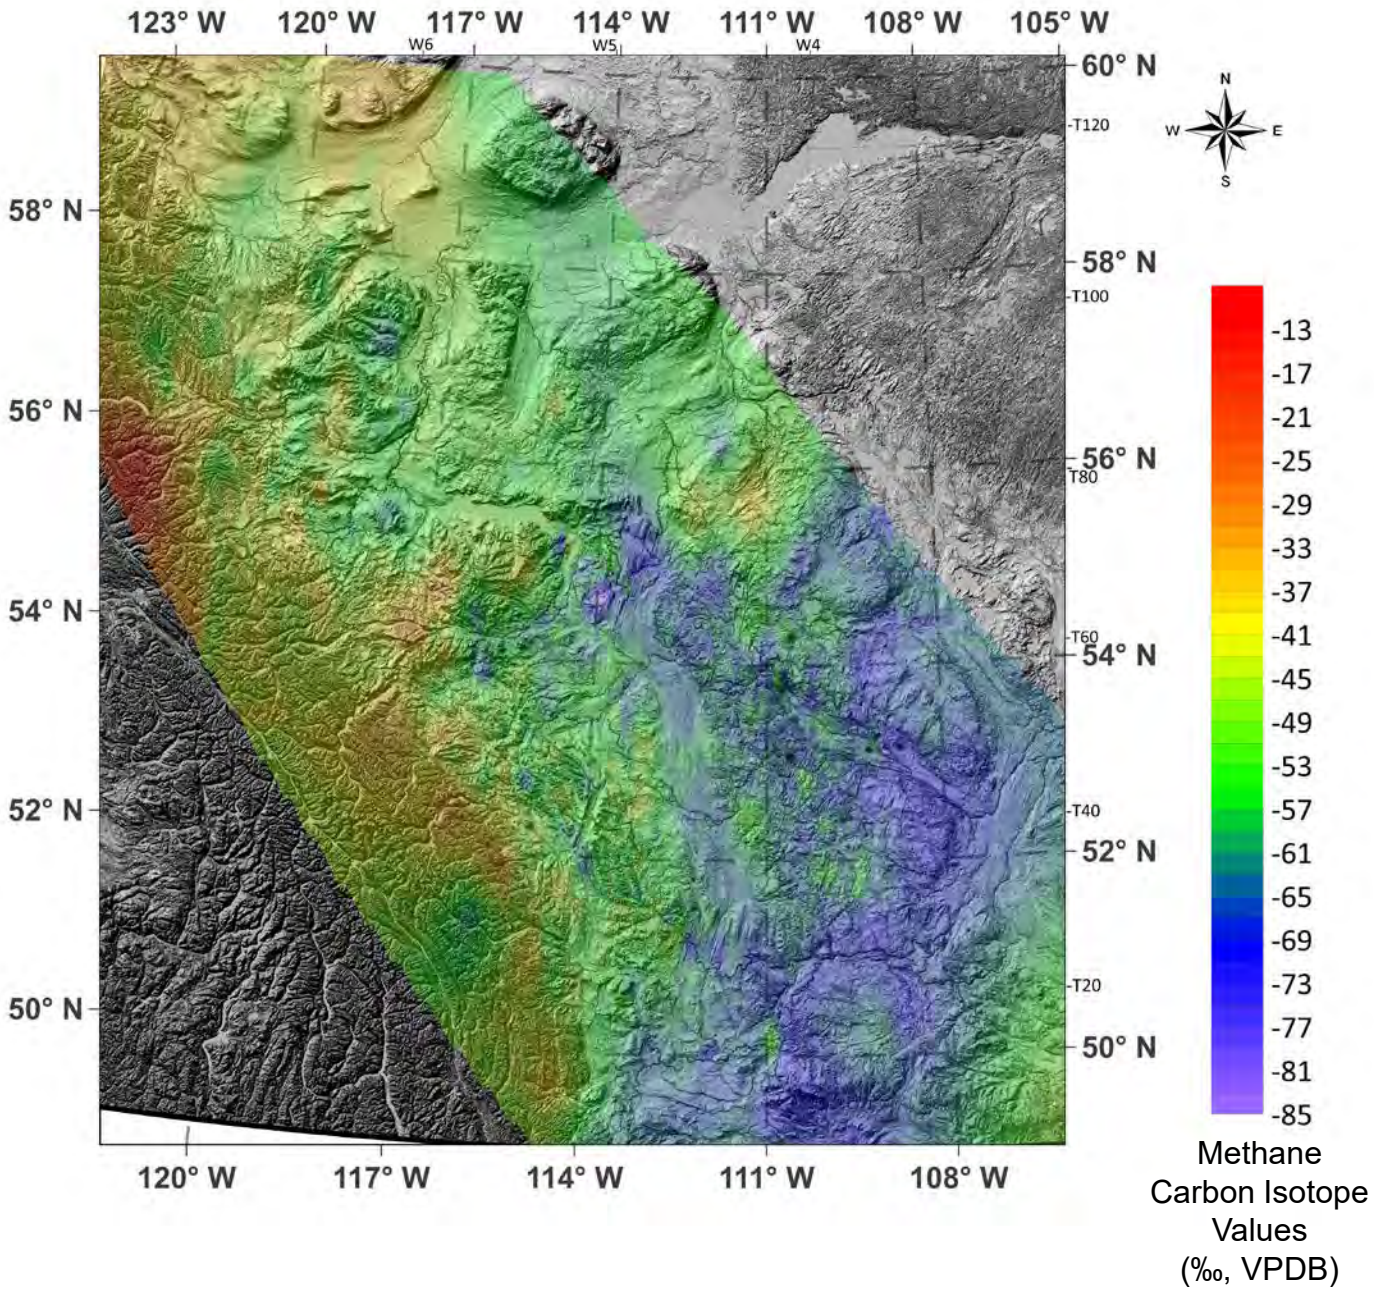 123° W 120° W 117° W 114° W 111° W 108° W 105° W
W6 W5 W4
60° N
N
W E
S
-T120
58° N
58° N
-T100
56° N
56° N
T80
54° N
-T60
54° N
52° N
-T40
52° N
50° N
-T20
50° N
120° W 117° W 114° W 111° W 108° W
-13
-17
-21
-25
-29
-33
-37
-41
-45
-49
-53
-57
-61
-65
-69
-73
-77
-81
-85
Methane
Carbon Isotope
Values
(‰, VPDB)